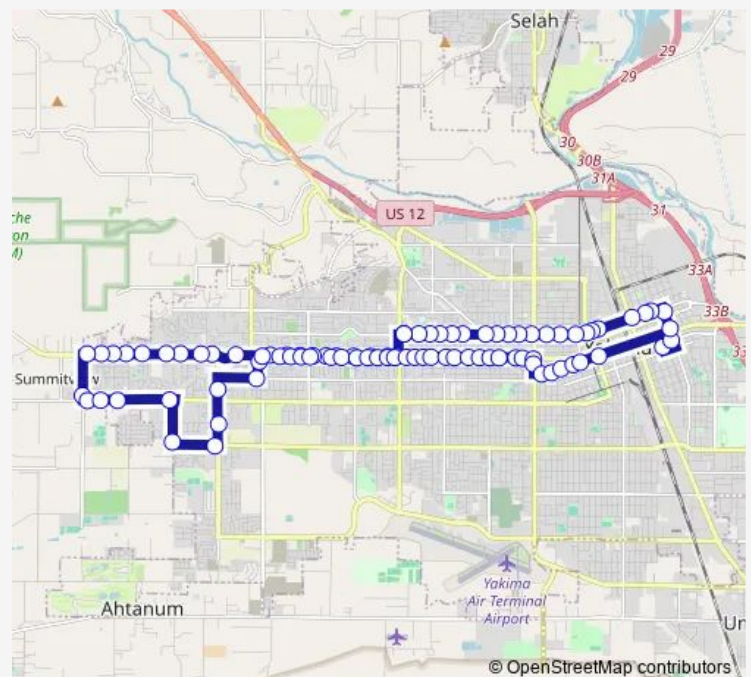 Selah
29
29
30
30B
31A
31
US 12
che
on
M)
33A
33B
33
Summitv w
Ahtanum
Yakima
Air Terminal
Airport
Un
© OpenStreetMap contributors